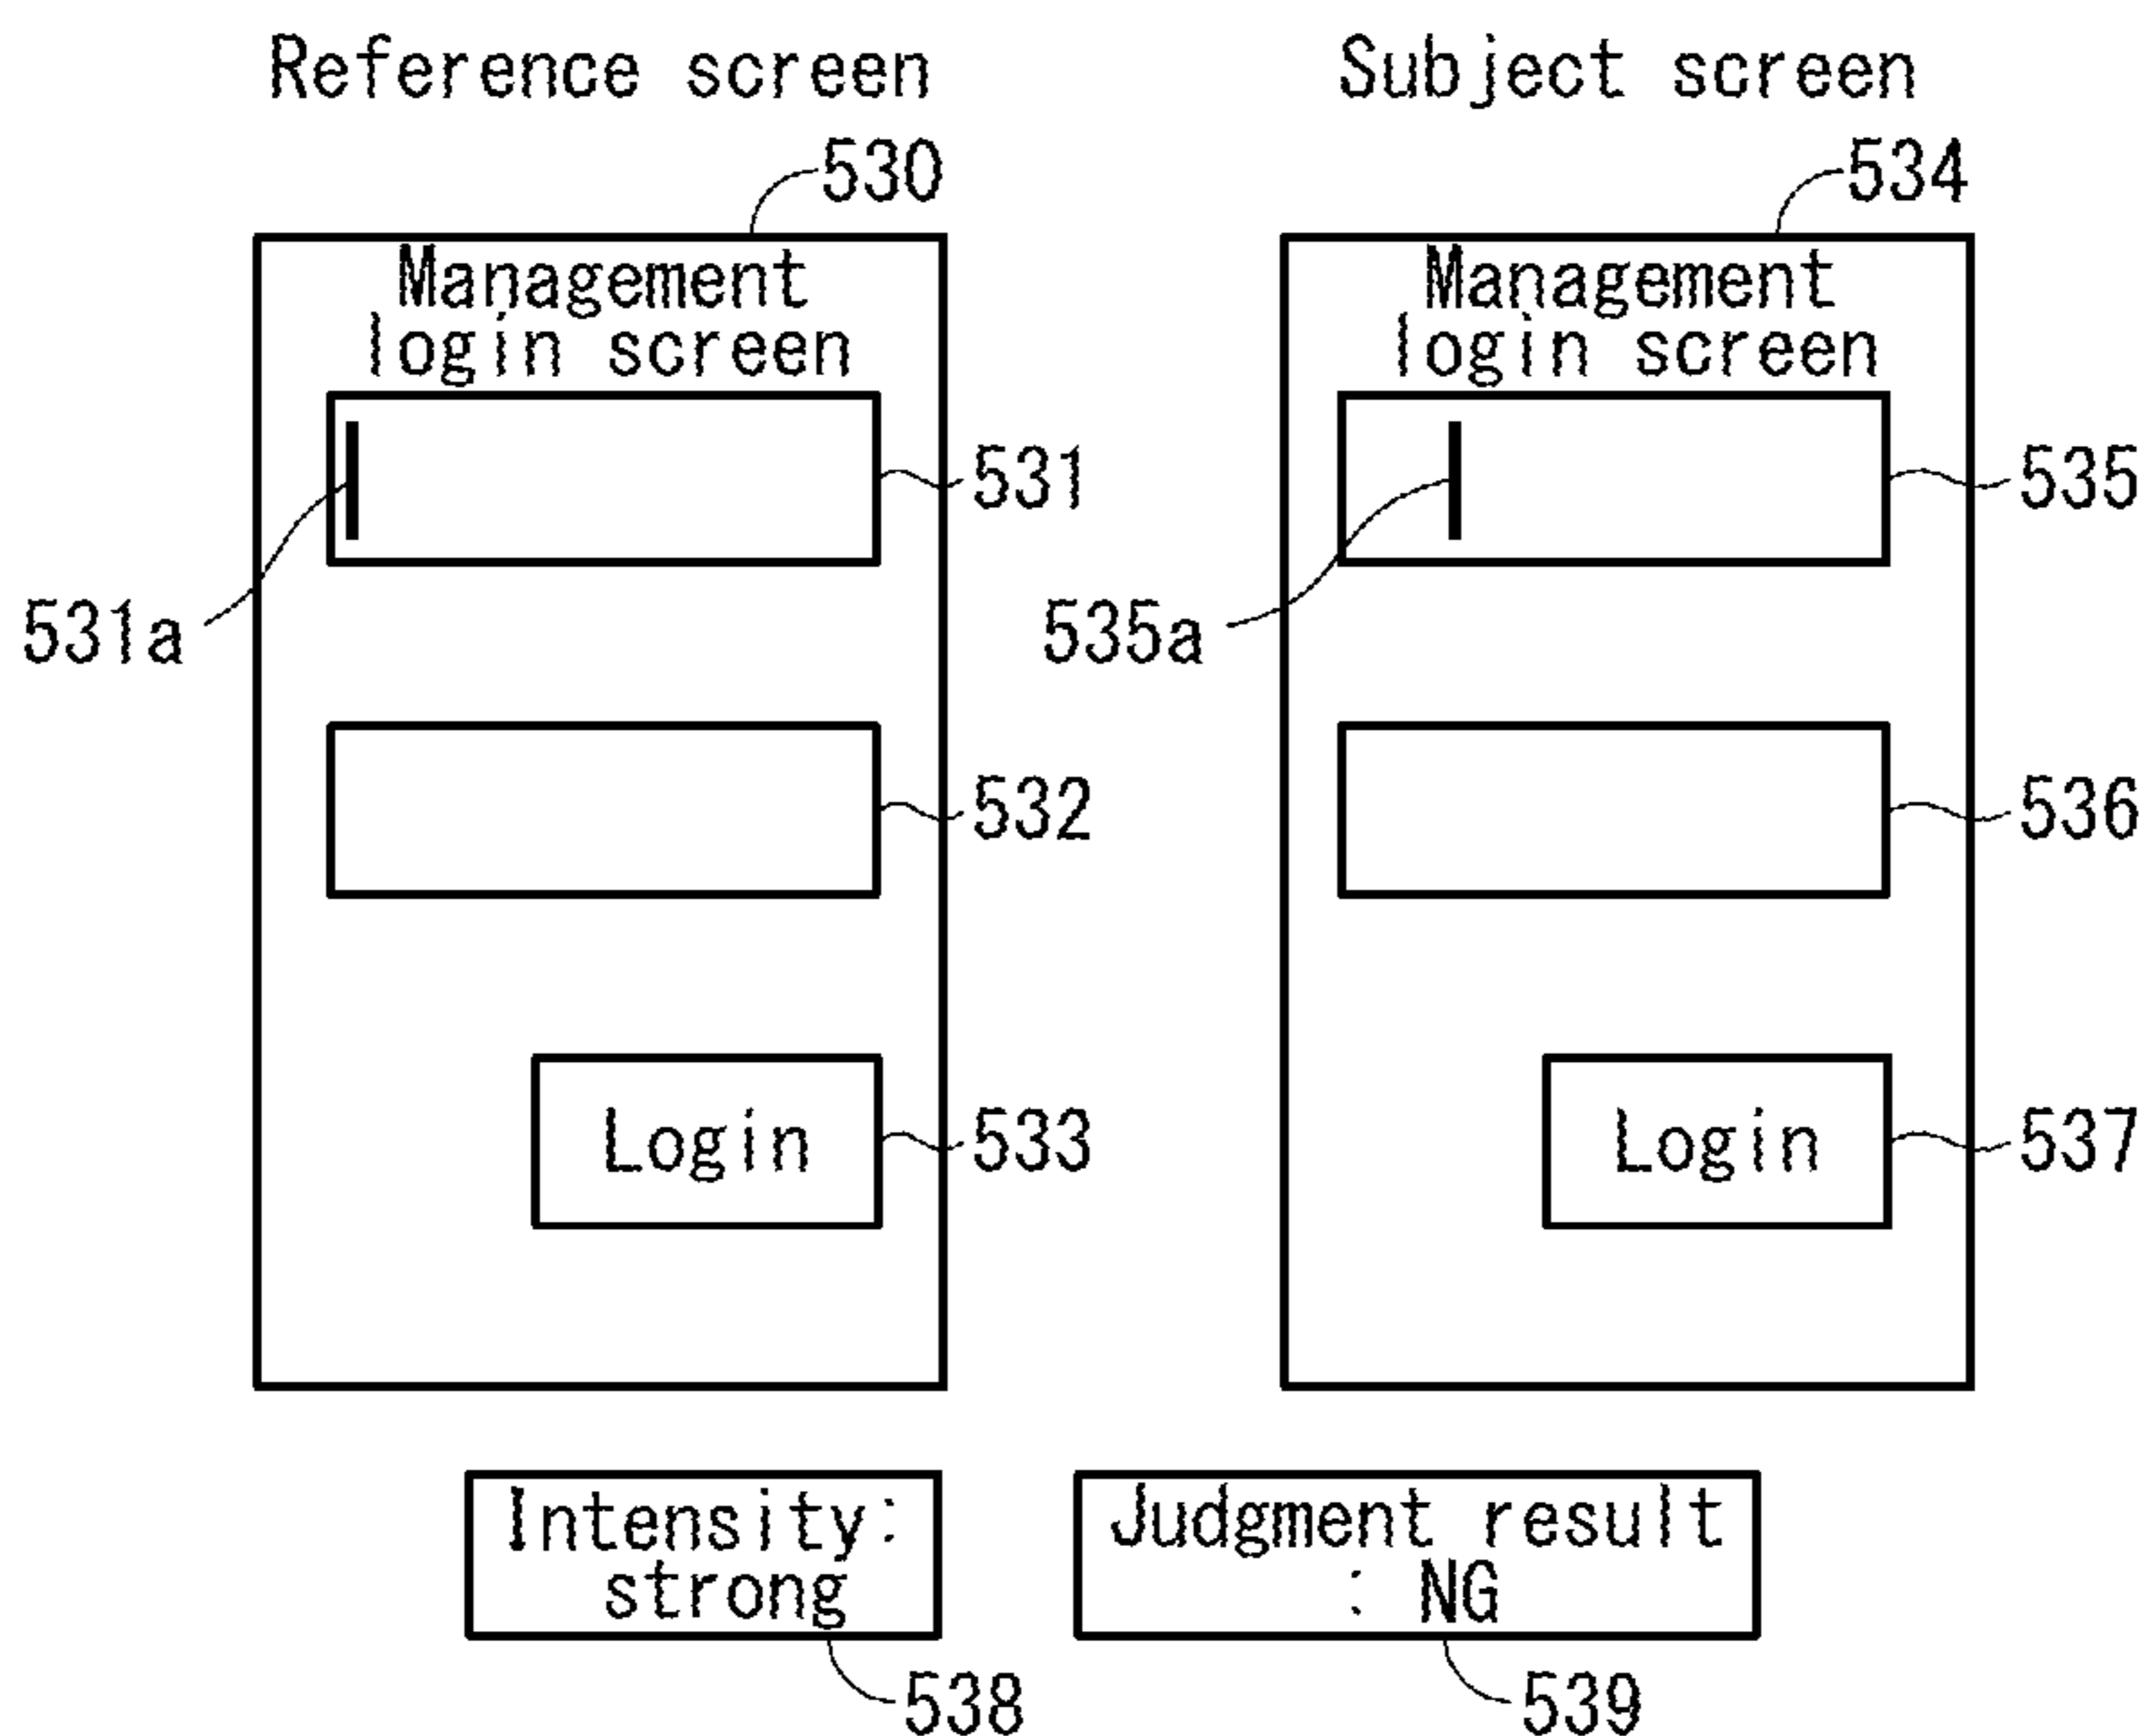 Reference screen
530
Management
login screen
531
531a
532
Login
533
Subject screen
534
Management
login screen
535
535a
536
Login
537
Intensity:
strong
538
Judgment result
: NG
539